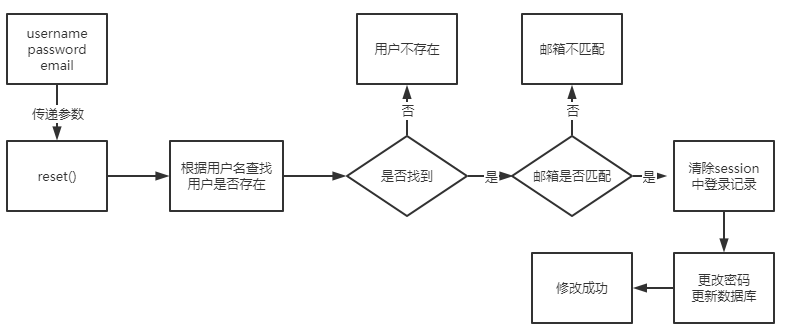 username
password
email
传递参数
reset()
根据用户名查找
用户是否存在
是否找到
否
用户不存在
是
邮箱是否匹配
否
邮箱不匹配
是
清除session
中登录记录
更改密码
更新数据库
修改成功